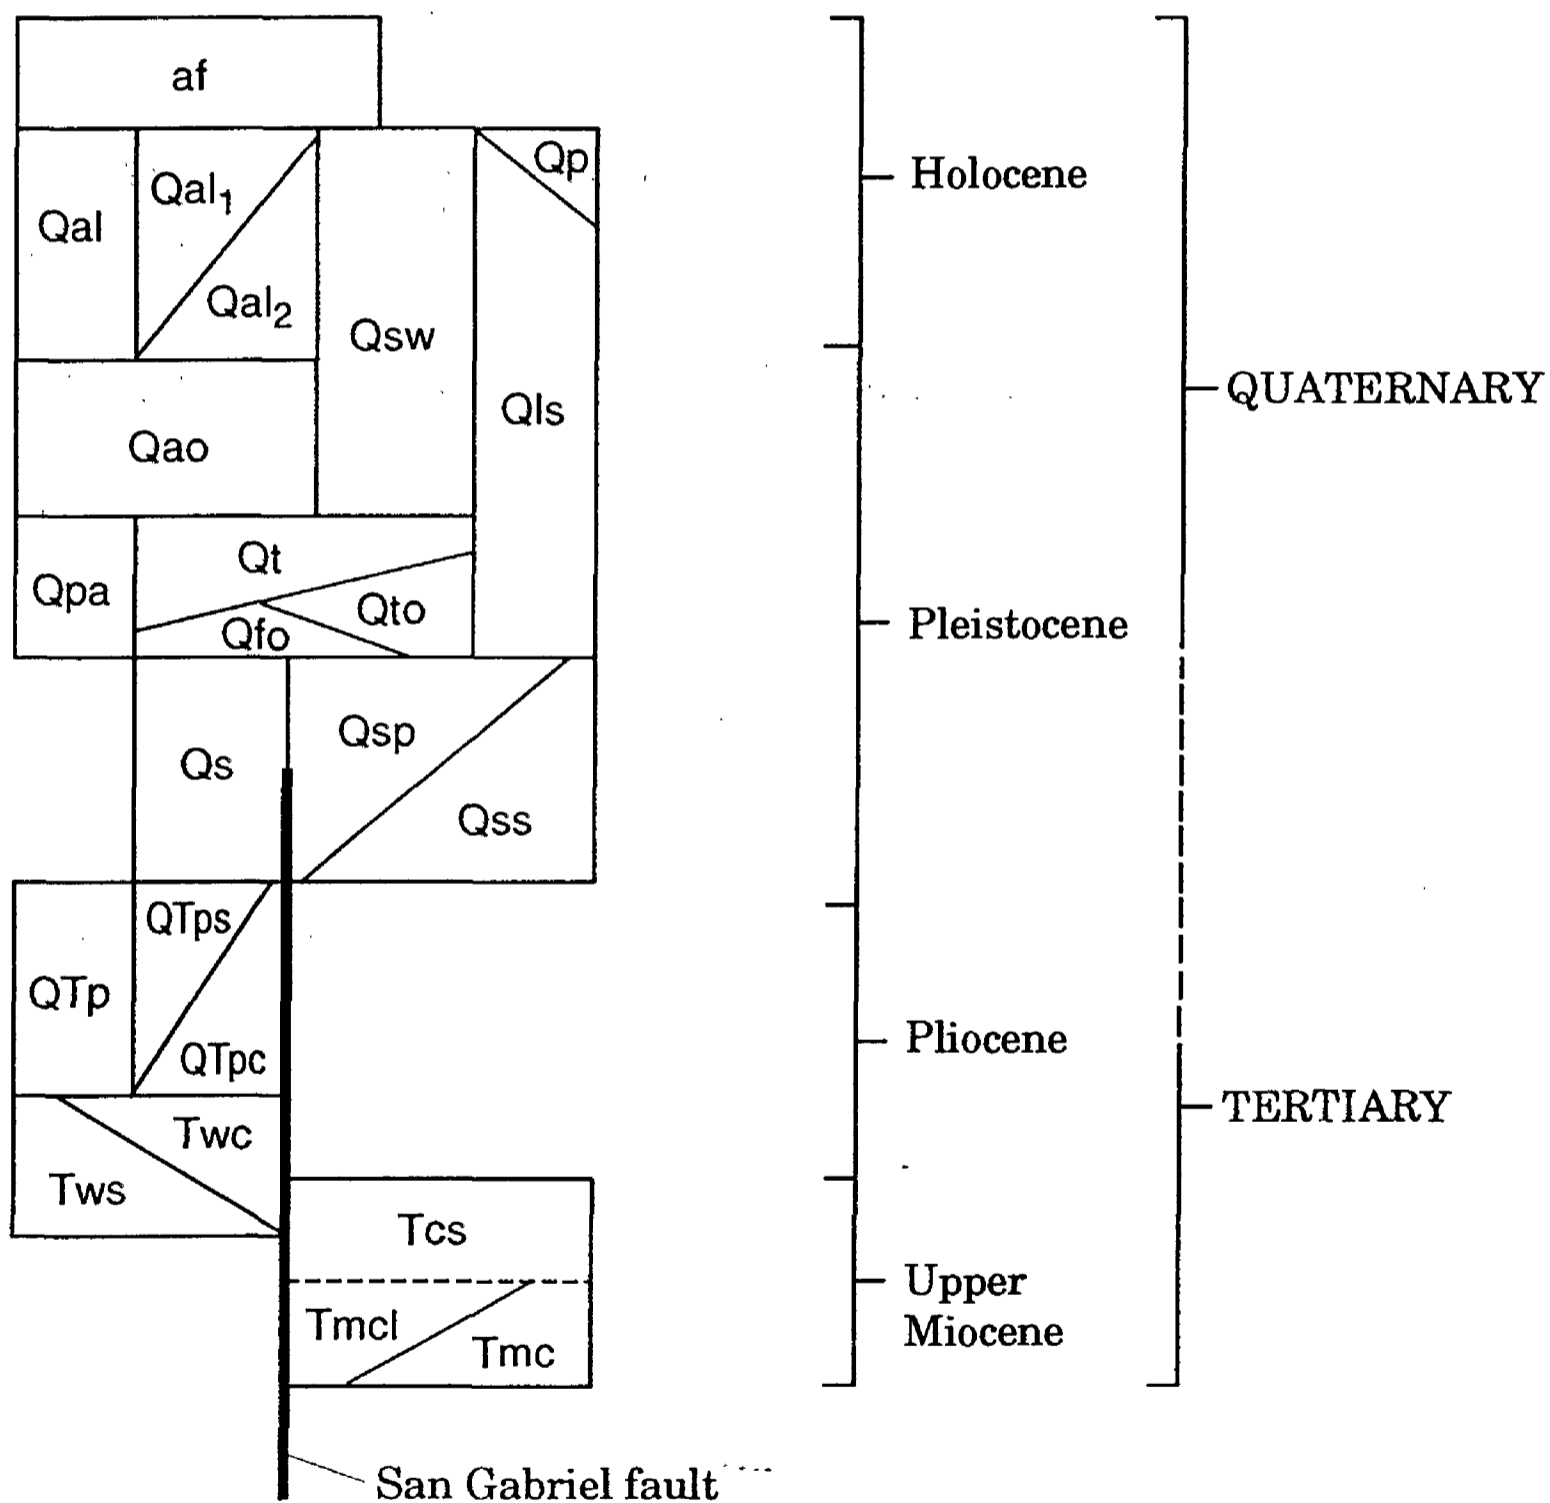 af
Qp
Holocene
Qal1
Qal
Qal2
Qsw
QUATERNARY
Qls
Qao
Qt
Qpa
Qto
Pleistocene
Qfo
Qsp
Qs
Qss
QTps
QTp
Pliocene
QTpc
TERTIARY
Twc
Tws
Tcs
Upper
Miocene
Tmcl
Tmc
San Gabriel fault